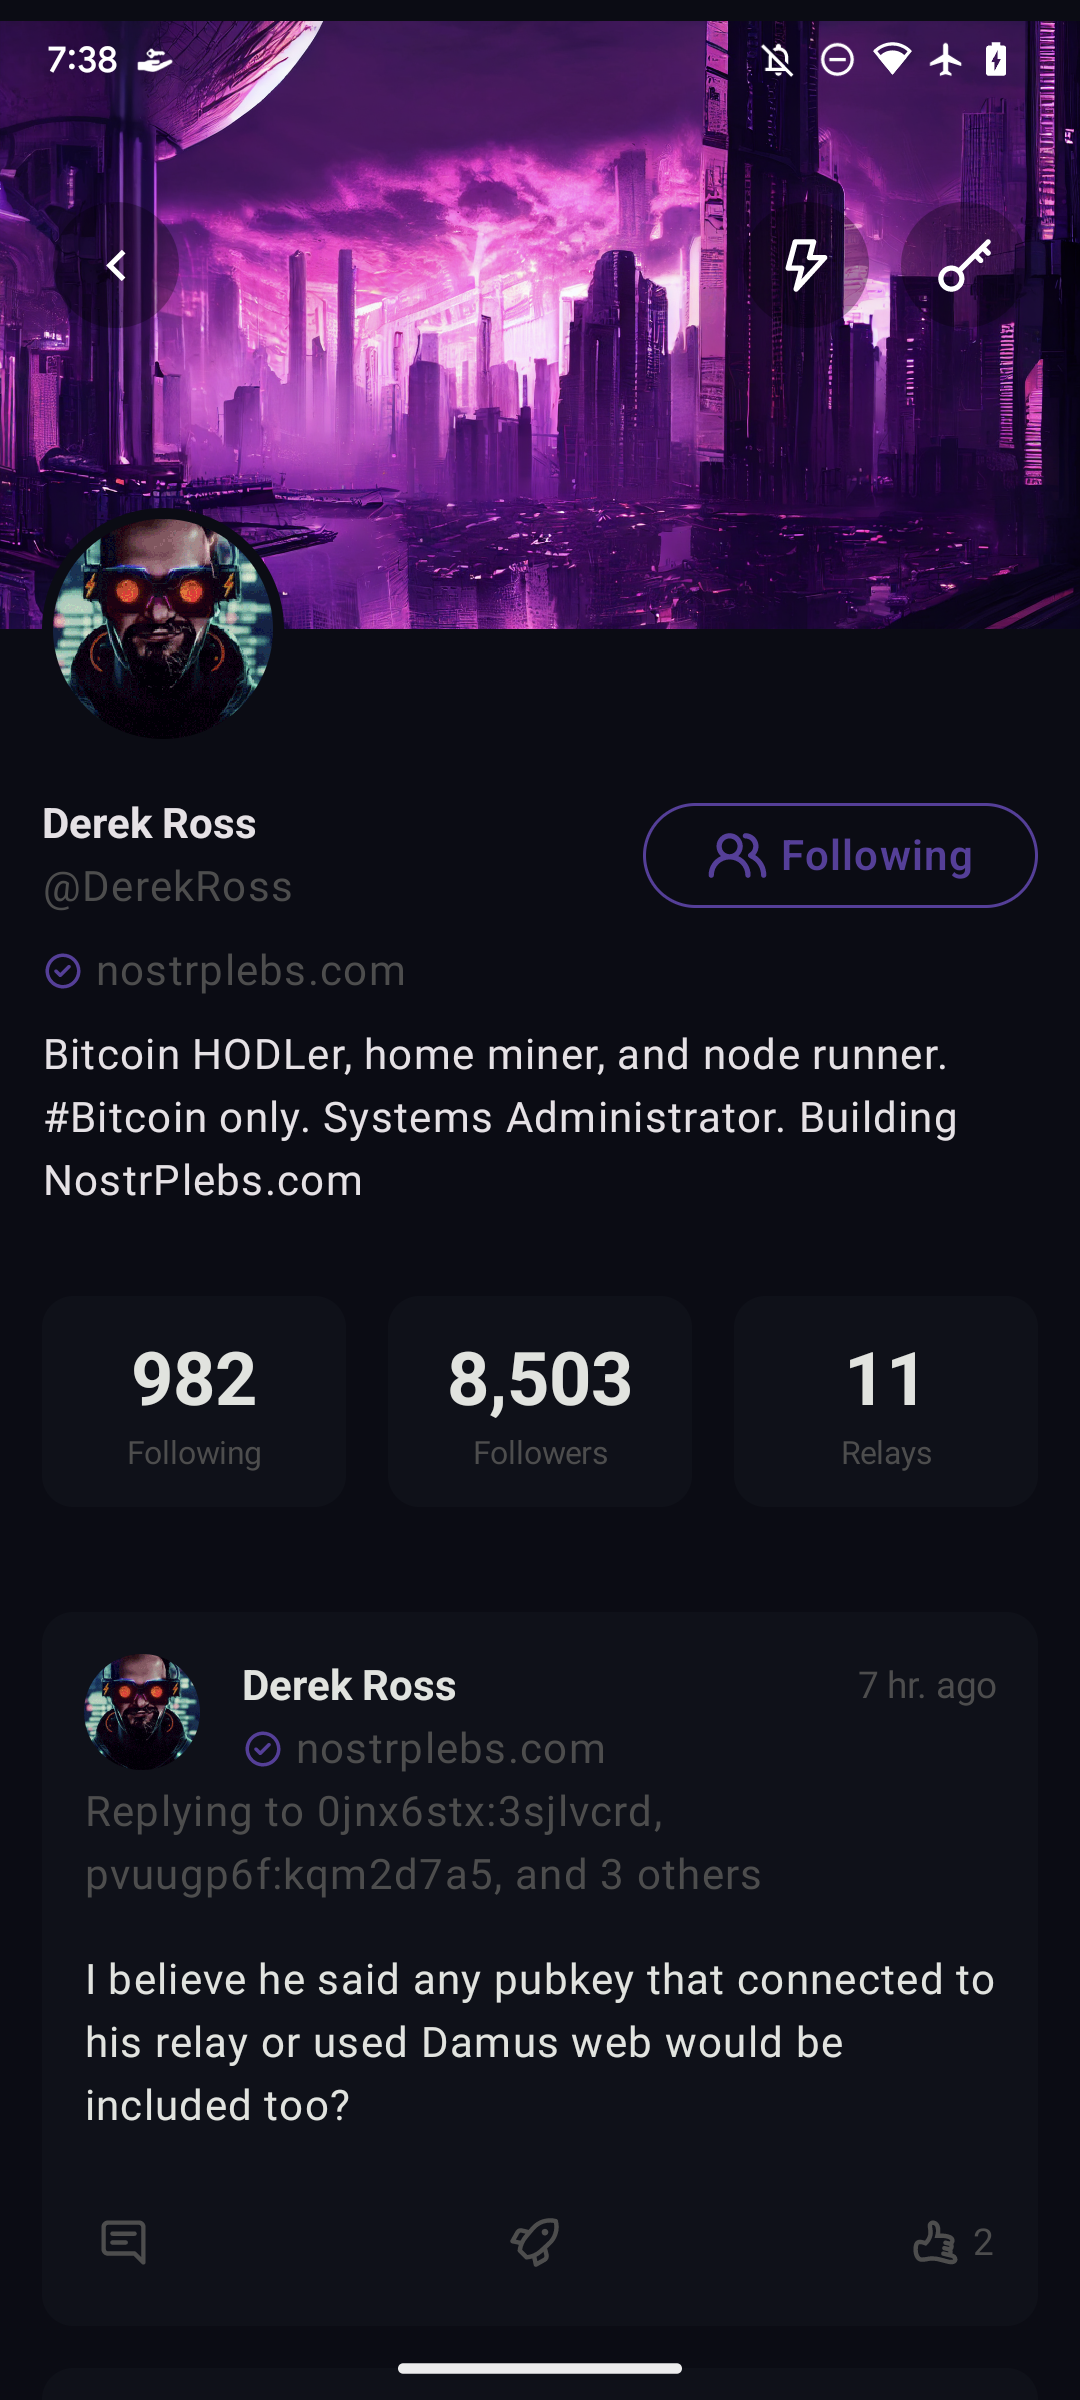 7:38
Derek Ross
Following
@DerekRoss
nostrplebs.com
Bitcoin HODLer, home miner, and node runner.
#Bitcoin only. Systems Administrator. Building
NostrPlebs.com
982
8,503
11
Following
Followers
Relays
Derek Ross
7 hr. ago
nostrplebs.com
Replying to 0jnx6stx:3sjlvcrd,
pvuugp6f:kqm2d7a5, and 3 others
I believe he said any pubkey that connected to
his relay or used Damus web would be
included too?
2